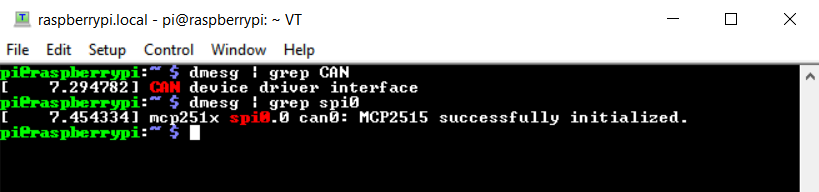 raspberrypi.local - pi@raspberrypi: ~ VT
File Edit Setup Control Window Help
pi@raspberrypi:~ $ dmesg | grep CAN
[    7.294782] CAN device driver interface
pi@raspberrypi:~ $ dmesg | grep spi0
[    7.454334] mcp251x spi0.0 can0: MCP2515 successfully initialized.
pi@raspberrypi:~ $